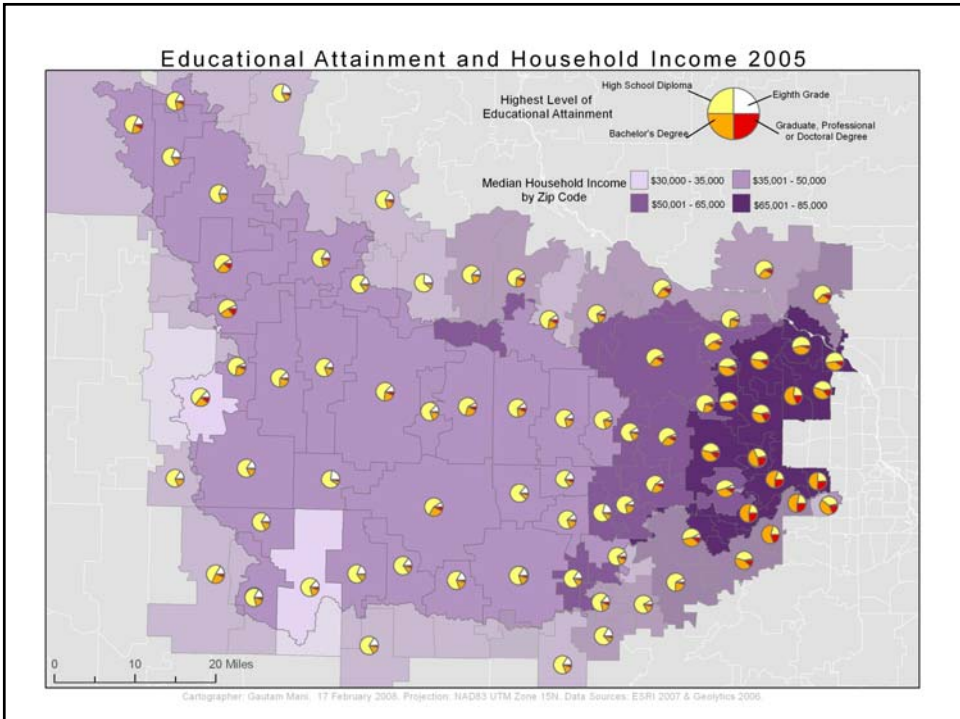 Educational Attainment and Household Income 2005
Highest Level of
Educational Attainment
High School Diploma
Eighth Grade
Bachelor's Degree
Graduate, Professional
or Doctoral Degree
Median Household Income
by Zip Code
$30,000 - 35,000
$35,001 - 50,000
$50,001 - 65,000
$65,001 - 85,000
0 10 20 Miles
Cartographer: Gautam Mani. 17 February 2008. Projection: NAD83 UTM Zone 15N. Data Sources: ESRI 2007 & Geolytics 2006.